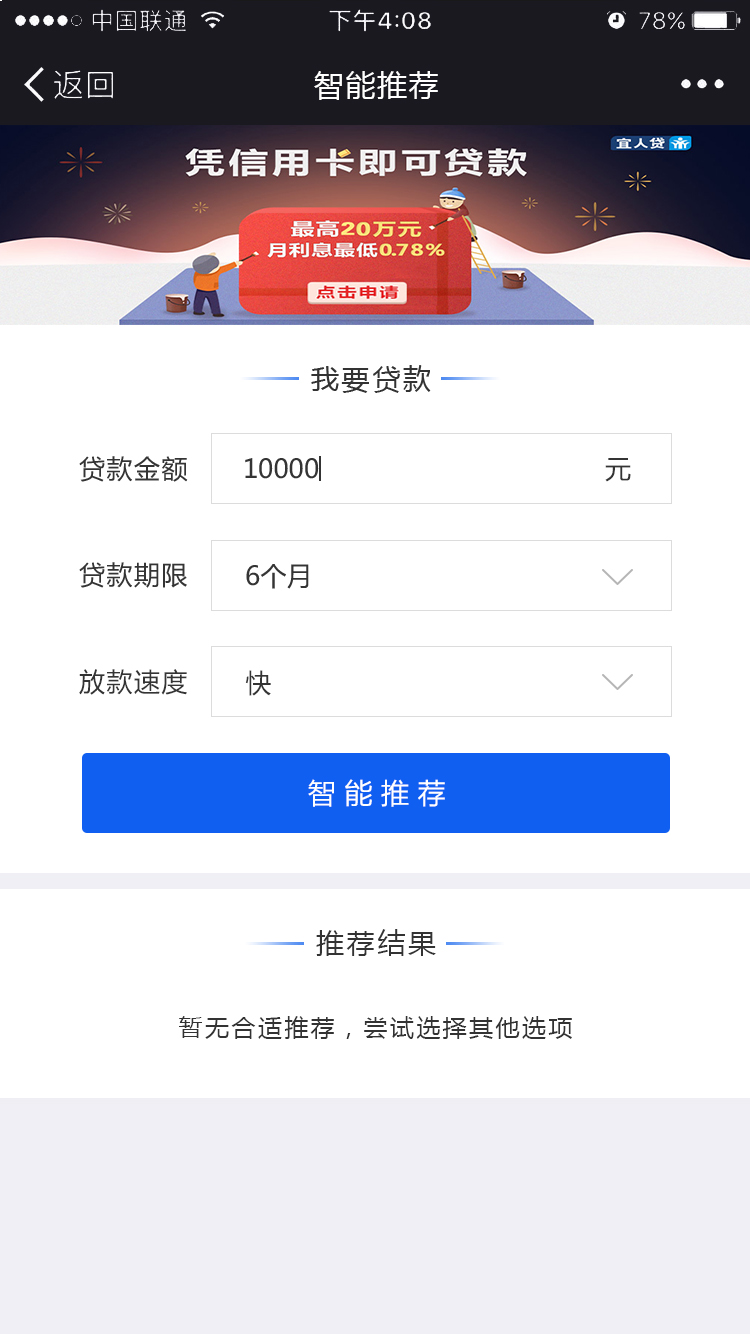 中国联通 下午4:08 78%
返回 智能推荐
宜人贷
凭信用卡即可贷款
最高20万元
月利息最低0.78%
点击申请
我要贷款
贷款金额 10000 元
贷款期限 6个月
放款速度 快
智能推荐
推荐结果
暂无合适推荐，尝试选择其他选项